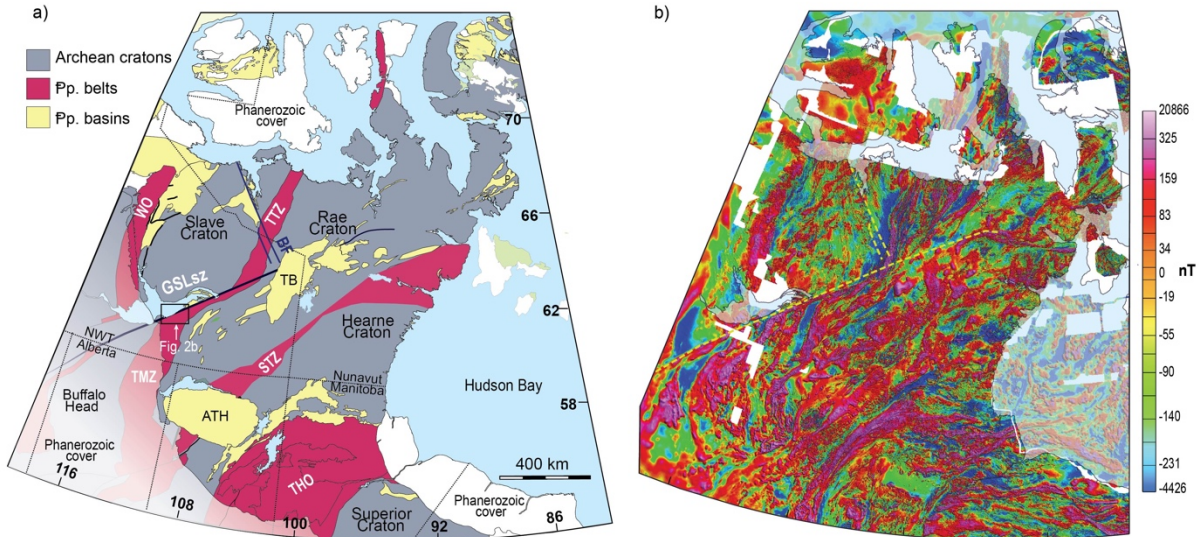 a)
Archean cratons
Ᵽp. belts
Ᵽp. basins
Phanerozoic
cover
70
WO
Slave
Craton
TTZ
Rae
Craton
P
66
BF
GSLsz
TB
62
Hearne
Craton
NWT
Alberta
Fig. 2b
STZ
TMZ
Nunavut
Manitoba
Hudson Bay
58
Buffalo
Head
ATH
Phanerozoic
cover
116
400 km
108
THO
100
Superior
Craton
92
Phanerozoic
cover
86
b)
20866
325
159
83
34
0
-19
-55
-90
-140
-231
-4426
nT